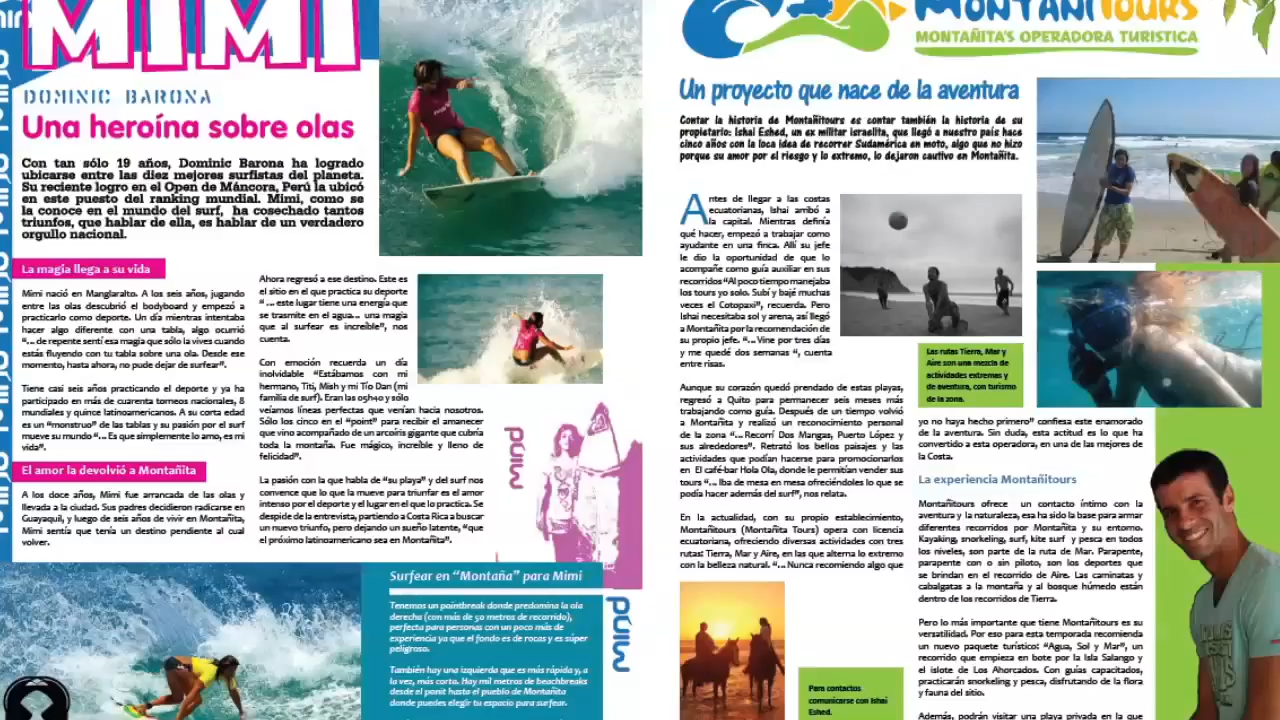 MIMI
DOMINIC BARONA
Una heroína sobre olas
Con tan sólo 19 años, Dominic Barona ha logrado
ubicarse entre las diez mejores surfistas del planeta.
Su reciente logro en el Open de Máncora, Perú la ubicó
en este puesto del ranking mundial. Mimi, como se
la conoce en el mundo del surf, ha cosechado tantos
triunfos, que hablar de ella, es hablar de un verdadero
orgullo nacional.
La magia llega a su vida
Mimi nació en Manglaralto. A los seis años, jugando
entre las olas descubrió el bodyboard y empezó a
practicarlo como deporte. Un día mientras intentaba
hacer algo diferente con una tabla, algo ocurrió
“... de repente sentí esa magia que sólo la vives cuando
estás fluyendo con tu tabla sobre una ola. Desde ese
momento, hasta ahora, no pude dejar de surfear”.
Tiene casi seis años practicando el deporte y ya ha
participado en más de cuarenta torneos nacionales, 8
mundiales y quince latinoamericanos. A su corta edad
es un “monstruo” de las tablas y su pasión por el surf
mueve su mundo “... Es que simplemente lo amo, es mi
vida”.
El amor la devolvió a Montañita
A los doce años, Mimi fue arrancada de las olas y
llevada a la ciudad. Sus padres decidieron radicarse en
Guayaquil, y luego de seis años de vivir en Montañita,
Mimi sentía que tenía un destino pendiente al cual
volver.
Ahora regresó a ese destino. Este es
el sitio en el que practica su deporte
“ ... este lugar tiene una energía que
se trasmite en el agua... una magia
que al surfear es increíble”, nos
cuenta.
Con emoción recuerda un día
inolvidable “Estábamos con mi
hermano, Titi, Mish y mi Tío Dan (mi
familia de surf). Eran las 05h40 y sólo
veíamos líneas perfectas que venían hacia nosotros.
Sólo los cinco en el “point” para recibir el amanecer
que vino acompañado de un arcoíris gigante que cubría
toda la montaña. Fue mágico, increíble y lleno de
felicidad”.
La pasión con la que habla de “su playa” y del surf nos
convence que lo que la mueve para triunfar es el amor
intenso por el deporte y el lugar en el que lo practica. Se
despide de la entrevista, partiendo a Costa Rica a buscar
un nuevo triunfo, pero dejando un sueño latente, “que
el próximo latinoamericano sea en Montañita”.
Surfear en “Montaña” para Mimi
Tenemos un pointbreak donde predomina la ola
derecha (con más de 50 metros de recorrido),
perfecta para personas con un poco más de
experiencia ya que el fondo es de rocas y es súper
peligroso.
También hay una izquierda que es más rápida y, a
la vez, más corta. Hay mil metros de beachbreaks
desde el ponit hasta el pueblo de Montañita
donde puedes elegir tu espacio para surfear.
MONTAÑITOURS
MONTAÑITA'S OPERADORA TURISTICA
Un proyecto que nace de la aventura
Contar la historia de Montañitours es contar también la historia de su
propietario: Ishai Eshed, un ex militar israelita, que llegó a nuestro país hace
cinco años con la loca idea de recorrer Sudamérica en moto, algo que no hizo
porque su amor por el riesgo y lo extremo, lo dejaron cautivo en Montañita.
Antes de llegar a las costas
ecuatorianas, Ishai arribó a
la capital. Mientras definía
qué hacer, empezó a trabajar como
ayudante en una finca. Allí su jefe
le dio la oportunidad de que lo
acompañe como guía auxiliar en sus
recorridos “Al poco tiempo manejaba
los tours yo solo. Subí y bajé muchas
veces el Cotopaxi”, recuerda. Pero
Ishai necesitaba sol y arena, así llegó
a Montañita por la recomendación de
su propio jefe. “... Vine por tres días
y me quedé dos semanas “, cuenta
entre risas.
Aunque su corazón quedó prendado de estas playas,
regresó a Quito para permanecer seis meses más
trabajando como guía. Después de un tiempo volvió
a Montañita y realizó un reconocimiento personal
de la zona “... Recorrí Dos Mangas, Puerto López y
sus alrededores”. Retrató los bellos paisajes y las
actividades que podían hacerse para promocionarlos
en El café-bar Hola Ola, donde le permitían vender sus
tours “... Iba de mesa en mesa ofreciéndoles lo que se
podía hacer además del surf”, nos relata.
En la actualidad, con su propio establecimiento,
Montañitours (Montañita Tours) opera con licencia
ecuatoriana, ofreciendo diversas actividades con tres
rutas: Tierra, Mar y Aire, en las que alterna lo extremo
con la belleza natural. “... Nunca recomiendo algo que
Las rutas Tierra, Mar y
Aire son una mezcla de
actividades extremas y
de aventura, con turismo
de la zona.
yo no haya hecho primero” confiesa este enamorado
de la aventura. Sin duda, esta actitud es lo que ha
convertido a esta operadora, en una de las mejores de
la Costa.
La experiencia Montañitours
Montañitours ofrece un contacto íntimo con la
aventura y la naturaleza, esa ha sido la base para armar
diferentes recorridos por Montañita y su entorno.
Kayaking, snorkeling, surf, kite surf y pesca en todos
los niveles, son parte de la ruta de Mar. Parapente,
parapente con o sin piloto, son los deportes que
se brindan en el recorrido de Aire. Las caminatas y
cabalgatas a la montaña y al bosque húmedo están
dentro de los recorridos de Tierra.
Pero lo más importante que tiene Montañitours es su
versatilidad. Por eso para esta temporada recomienda
un nuevo paquete turístico: “Agua, Sol y Mar”, un
recorrido que empieza en bote por la Isla Salango y
el islote de Los Ahorcados. Con guías capacitados,
practicarán snorkeling y pesca, disfrutando de la flora
y fauna del sitio.
Además, podrán visitar una playa privada en la que
Para contactos
comunicarse con Ishai
Eshed.